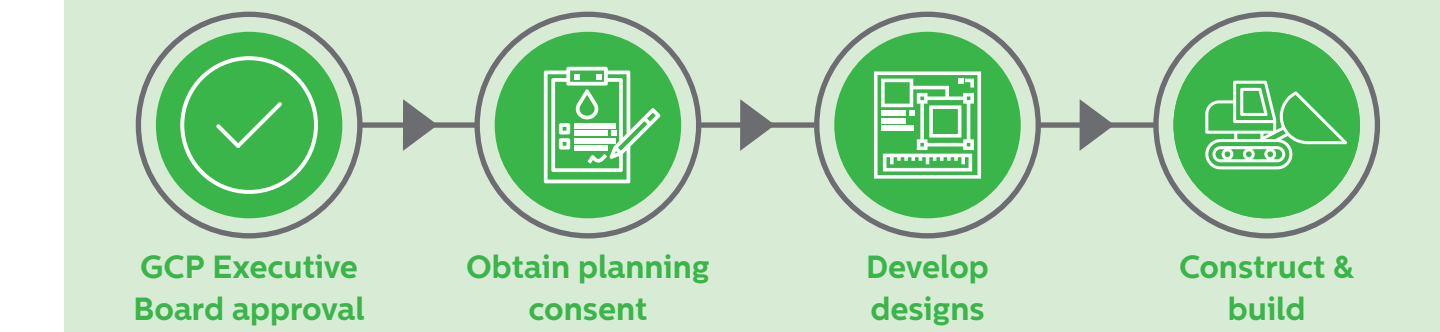 GCP Executive
Board approval
Obtain planning
consent
Develop
designs
Construct &
build